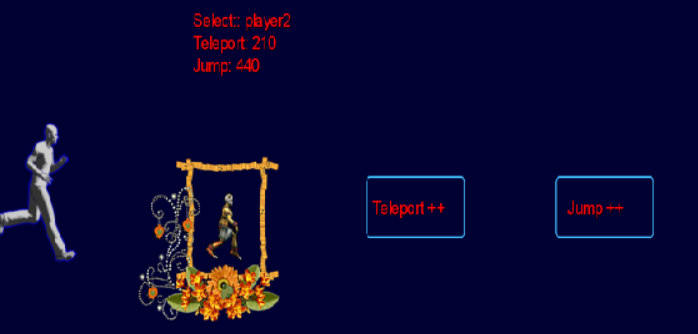 Select:: player2
Teleport: 210
Jump: 440
Teleport ++
Jump ++